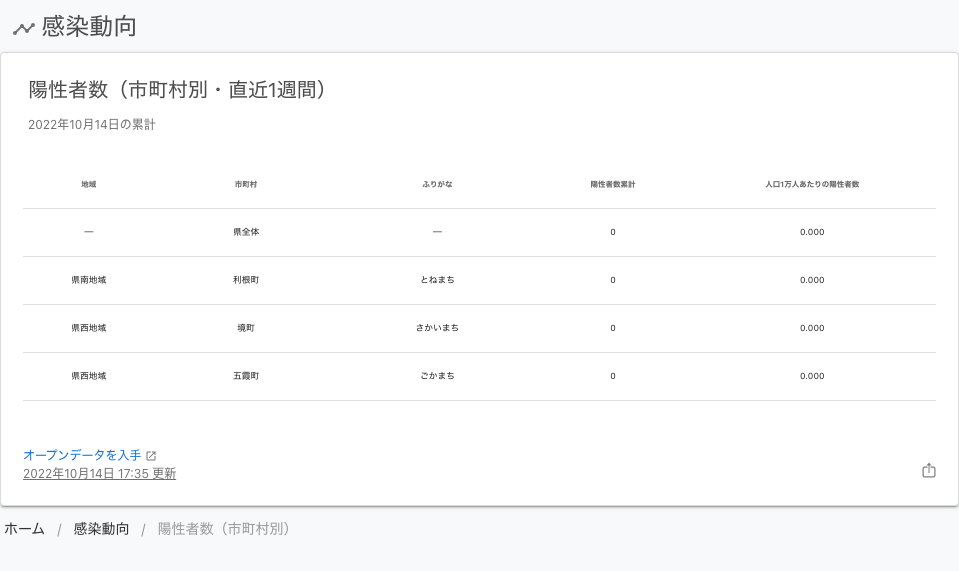 感染動向
陽性者数（市町村別・直近1週間）
2022年10月14日の累計
地域 市町村 ふりがな 陽性者数累計 人口1万人あたりの陽性者数
― 県全体 ― 0 0.000
県南地域 利根町 とねまち 0 0.000
県西地域 境町 さかいまち 0 0.000
県西地域 五霞町 ごかまち 0 0.000
オープンデータを入手
2022年10月14日 17:35 更新
ホーム / 感染動向 / 陽性者数（市町村別）